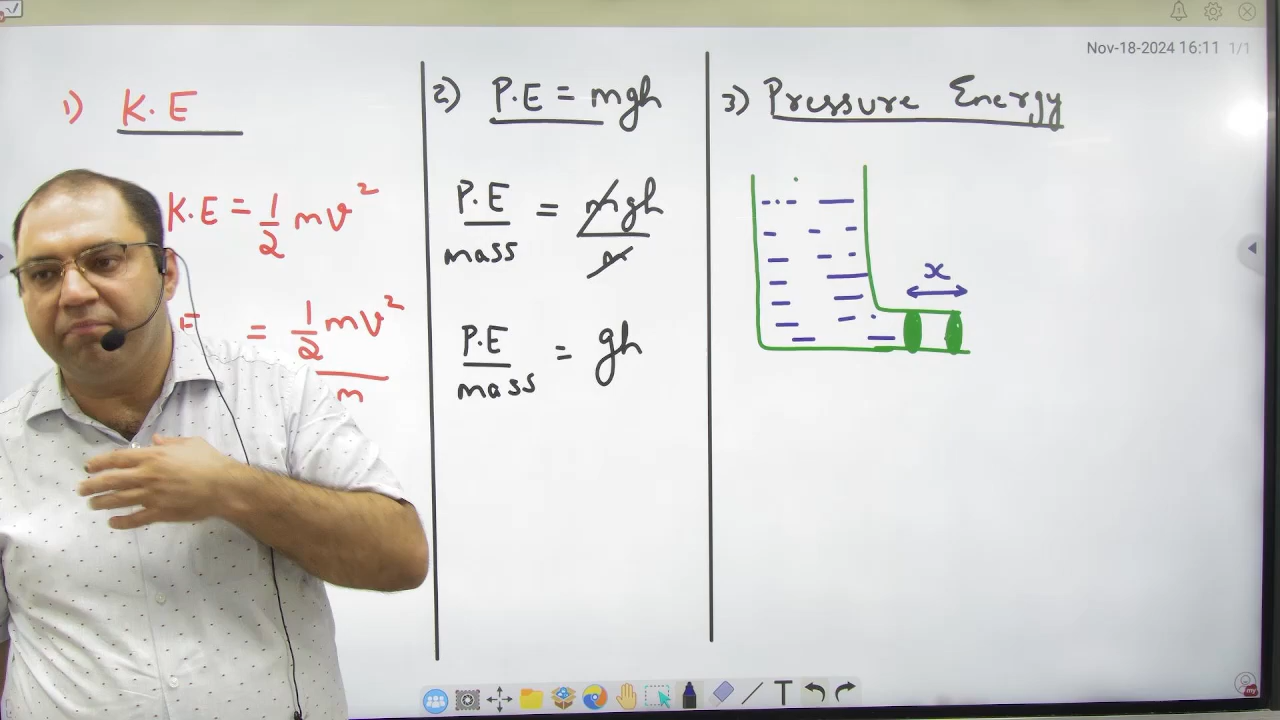 Nov-18-2024 16:11 1/1
1) K.E
K.E = 1/2 mv²
= 1/2 mv²
m
2) P.E = mgh
P.E/mass = mgh/m
P.E/mass = gh
3) Pressure Energy
x
T
my